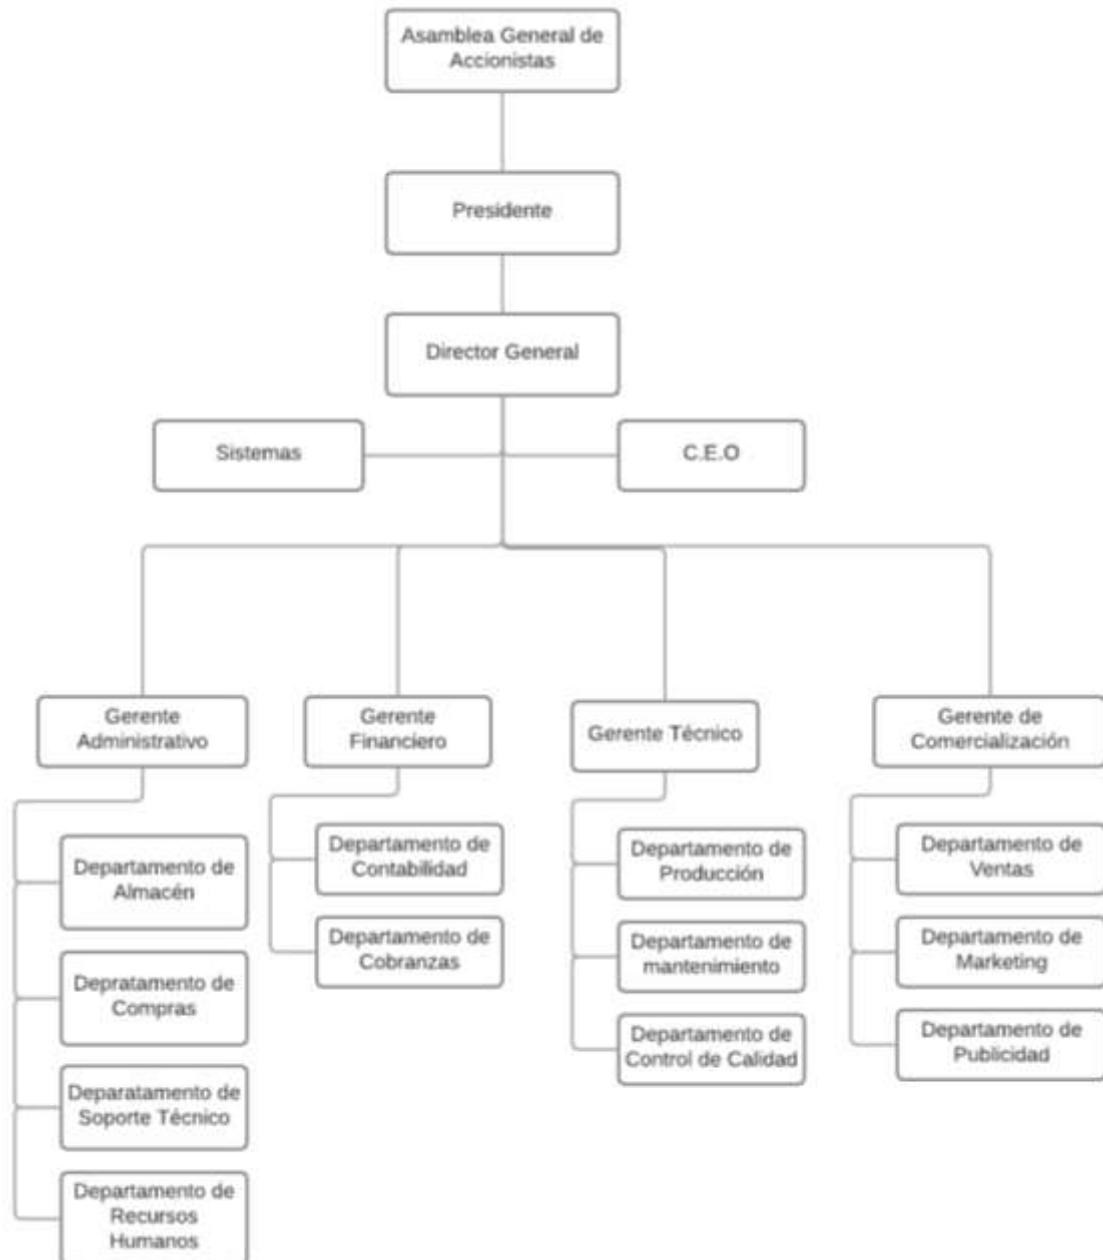 Asamblea General de
Accionistas
Presidente
Director General
Sistemas
C.E.O
Gerente
Administrativo
Gerente
Financiero
Gerente Técnico
Gerente de
Comercialización
Departamento de
Almacén
Depratamento de
Compras
Deparatamento de
Soporte Técnico
Departamento de
Recursos
Humanos
Departamento de
Contabilidad
Departamento de
Cobranzas
Departamento de
Producción
Departamento de
mantenimiento
Departamento de
Control de Calidad
Departamento de
Ventas
Departamento de
Marketing
Departamento de
Publicidad